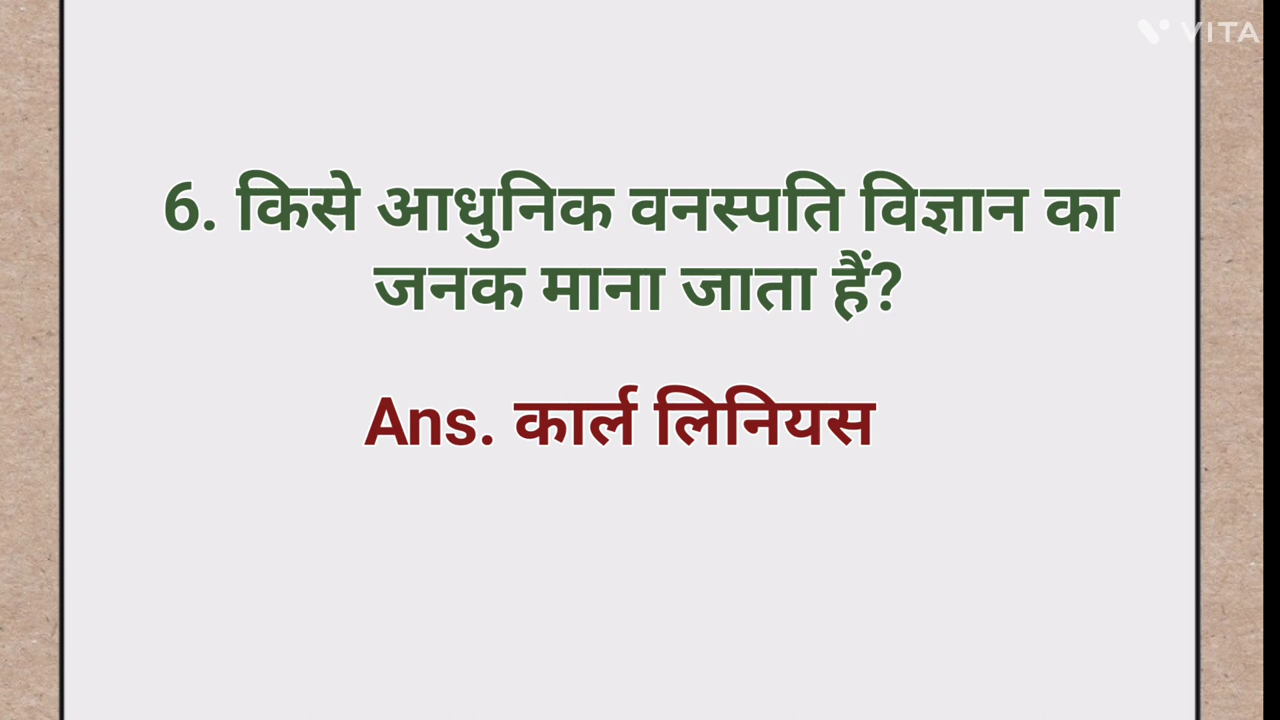 VITA
6. किसे आधुनिक वनस्पति विज्ञान का
जनक माना जाता हैं?
Ans. कार्ल लिनियस